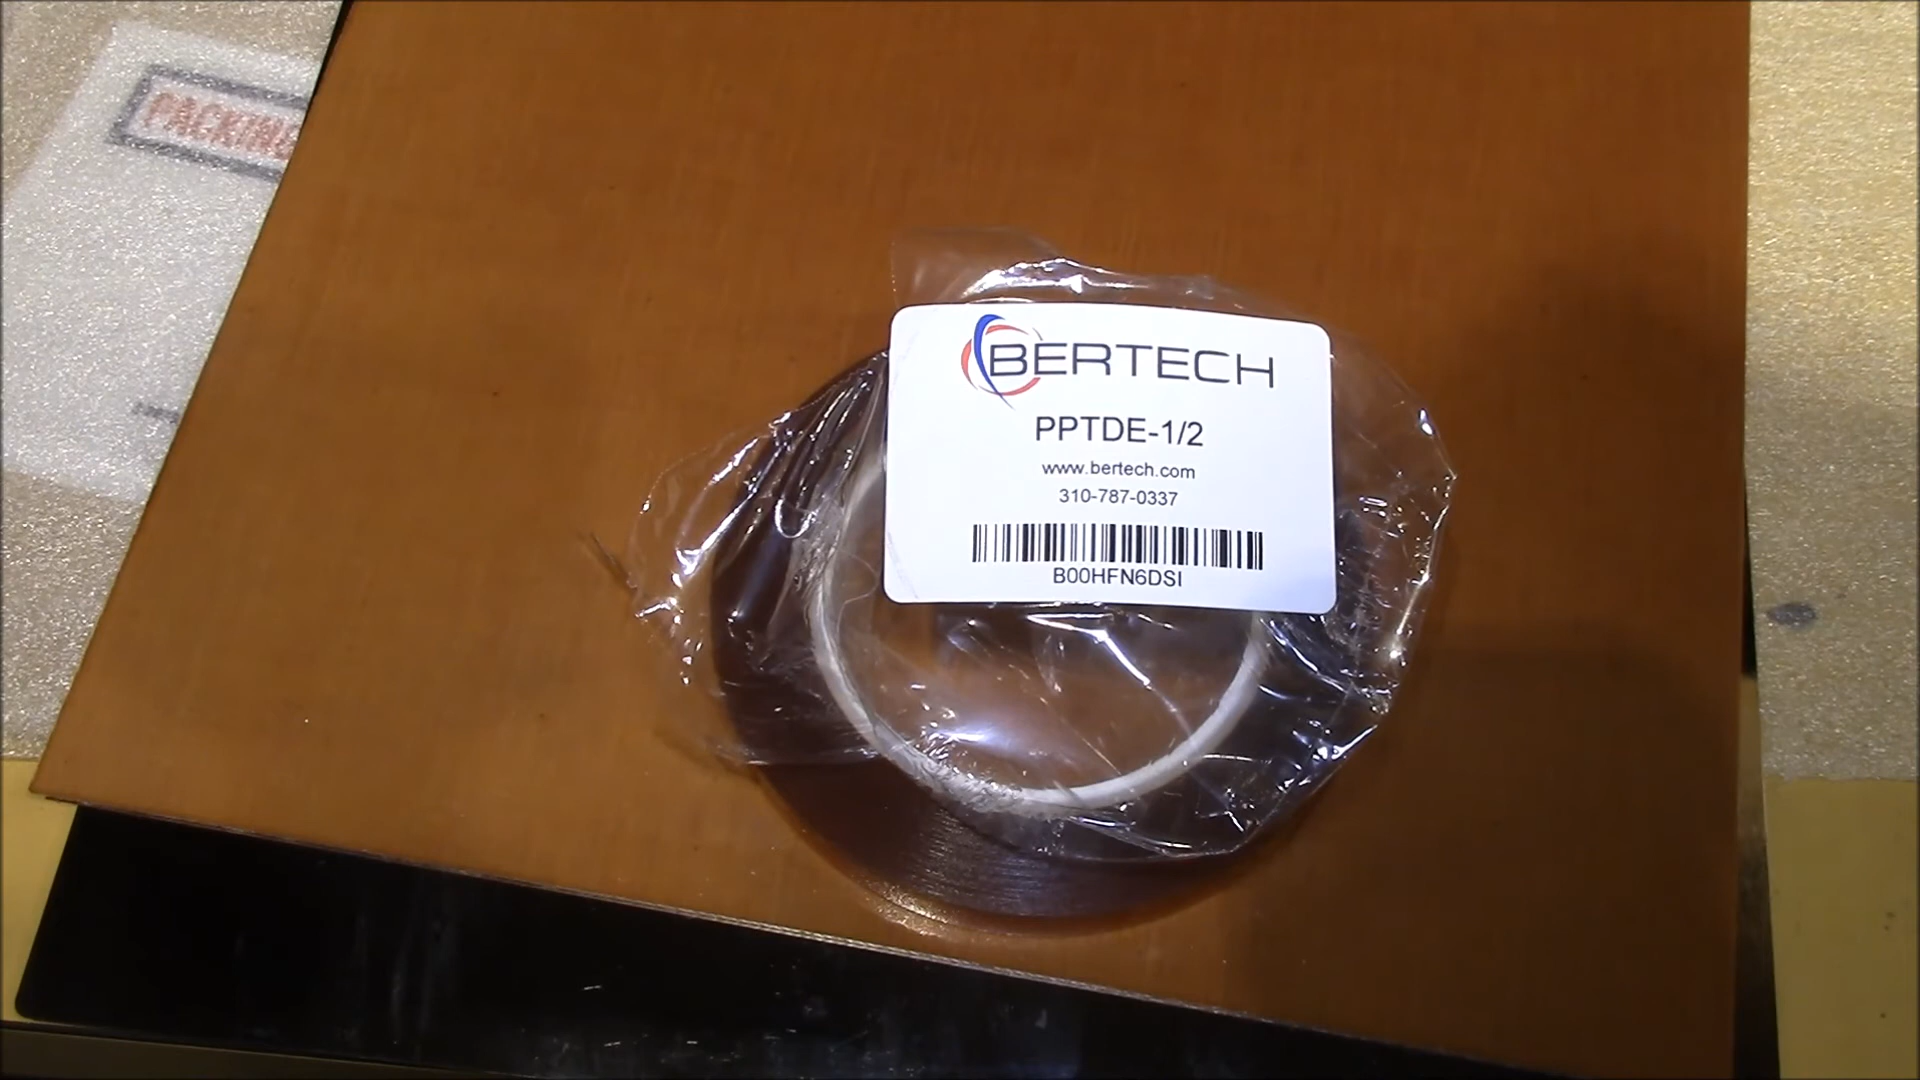 PACKING
BERTECH
PPTDE-1/2
www.bertech.com
310-787-0337
B00HFN6DSI